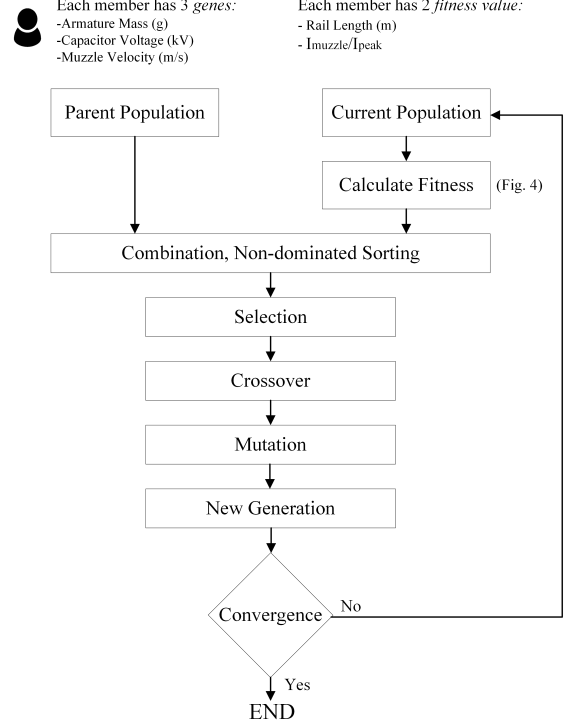 Each member has 3 genes:
-Armature Mass (g)
-Capacitor Voltage (kV)
-Muzzle Velocity (m/s)
Each member has 2 fitness value:
- Rail Length (m)
- Imuzzle/Ipeak
Parent Population
Current Population
Calculate Fitness
(Fig. 4)
Combination, Non-dominated Sorting
Selection
Crossover
Mutation
New Generation
Convergence
No
Yes
END